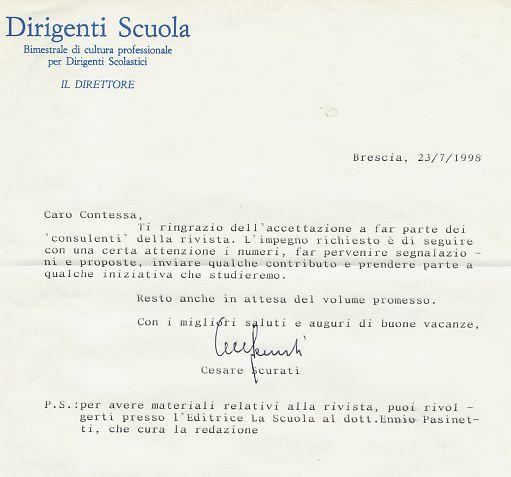 Dirigenti Scuola
Bimestrale di cultura professionale
per Dirigenti Scolastici
IL DIRETTORE
Brescia, 23/7/1998
Caro Contessa,
Ti ringrazio dell'accettazione a far parte dei
'consulenti' della rivista. L'impegno richiesto è di seguire
con una certa attenzione i numeri, far pervenire segnalazio -
ni e proposte, inviare qualche contributo e prendere parte a
qualche iniziativa che studieremo.
Resto anche in attesa del volume promesso.
Con i migliori saluti e auguri di buone vacanze,
Cesare Scurati
P.S.:per avere materiali relativi alla rivista, puoi rivol -
gerti presso l'Editrice La Scuola al dott.Ennio Pasinet-
ti, che cura la redazione